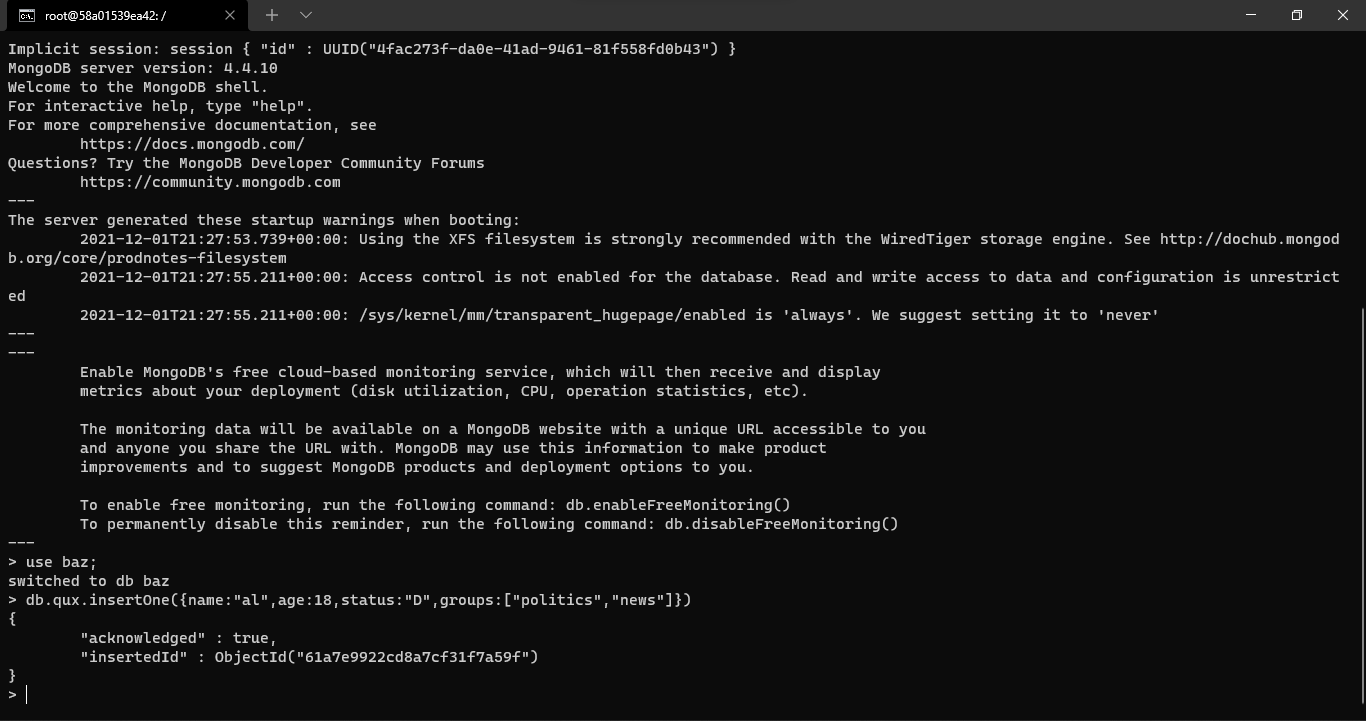 root@58a01539ea42: /
Implicit session: session { "id" : UUID("4fac273f-da0e-41ad-9461-81f558fd0b43") }
MongoDB server version: 4.4.10
Welcome to the MongoDB shell.
For interactive help, type "help".
For more comprehensive documentation, see
        https://docs.mongodb.com/
Questions? Try the MongoDB Developer Community Forums
        https://community.mongodb.com
---
The server generated these startup warnings when booting:
        2021-12-01T21:27:53.739+00:00: Using the XFS filesystem is strongly recommended with the WiredTiger storage engine. See http://dochub.mongod
b.org/core/prodnotes-filesystem
        2021-12-01T21:27:55.211+00:00: Access control is not enabled for the database. Read and write access to data and configuration is unrestrict
ed
        2021-12-01T21:27:55.211+00:00: /sys/kernel/mm/transparent_hugepage/enabled is 'always'. We suggest setting it to 'never'
---
---
        Enable MongoDB's free cloud-based monitoring service, which will then receive and display
        metrics about your deployment (disk utilization, CPU, operation statistics, etc).

        The monitoring data will be available on a MongoDB website with a unique URL accessible to you
        and anyone you share the URL with. MongoDB may use this information to make product
        improvements and to suggest MongoDB products and deployment options to you.

        To enable free monitoring, run the following command: db.enableFreeMonitoring()
        To permanently disable this reminder, run the following command: db.disableFreeMonitoring()
---
> use baz;
switched to db baz
> db.qux.insertOne({name:"al",age:18,status:"D",groups:["politics","news"]})
{
        "acknowledged" : true,
        "insertedId" : ObjectId("61a7e9922cd8a7cf31f7a59f")
}
>